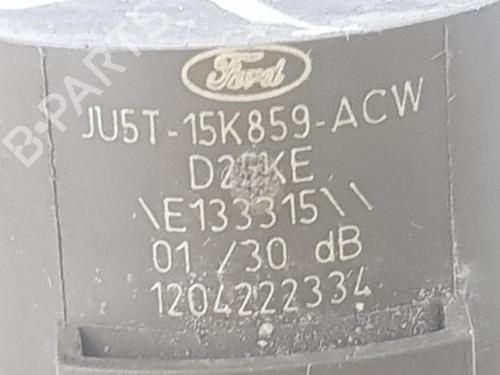 B-PARTS
Ford
JU5T-15K859-ACW
\E133315\\
01 /30 dB
1204222334